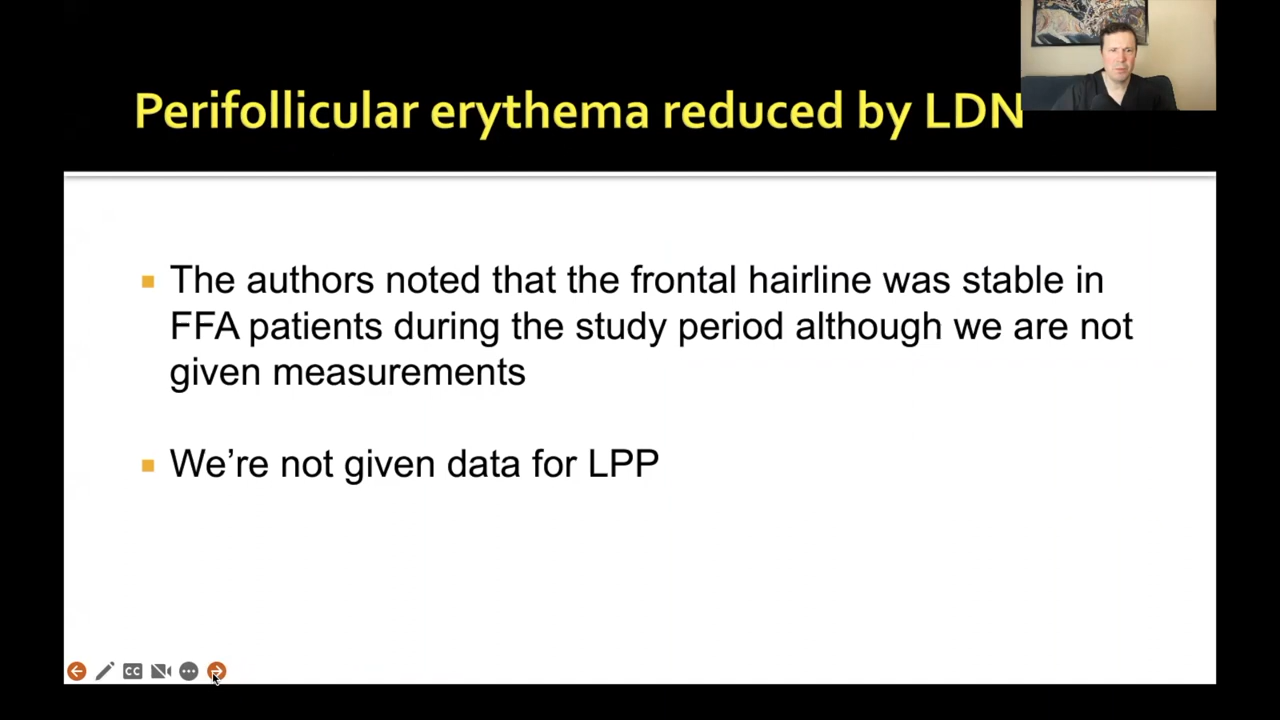 Perifollicular erythema reduced by LDN
The authors noted that the frontal hairline was stable in
FFA patients during the study period although we are not
given measurements
We're not given data for LPP
CC